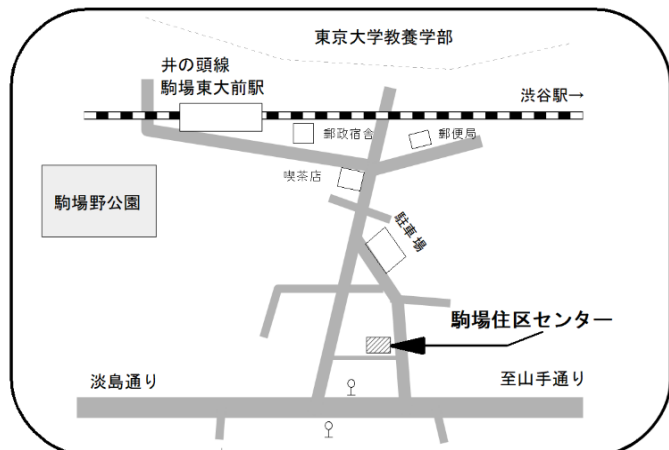 東京大学教養学部
井の頭線
駒場東大前駅
渋谷駅→
郵政宿舎
郵便局
喫茶店
駒場野公園
駐車場
駒場住区センター
淡島通り
至山手通り